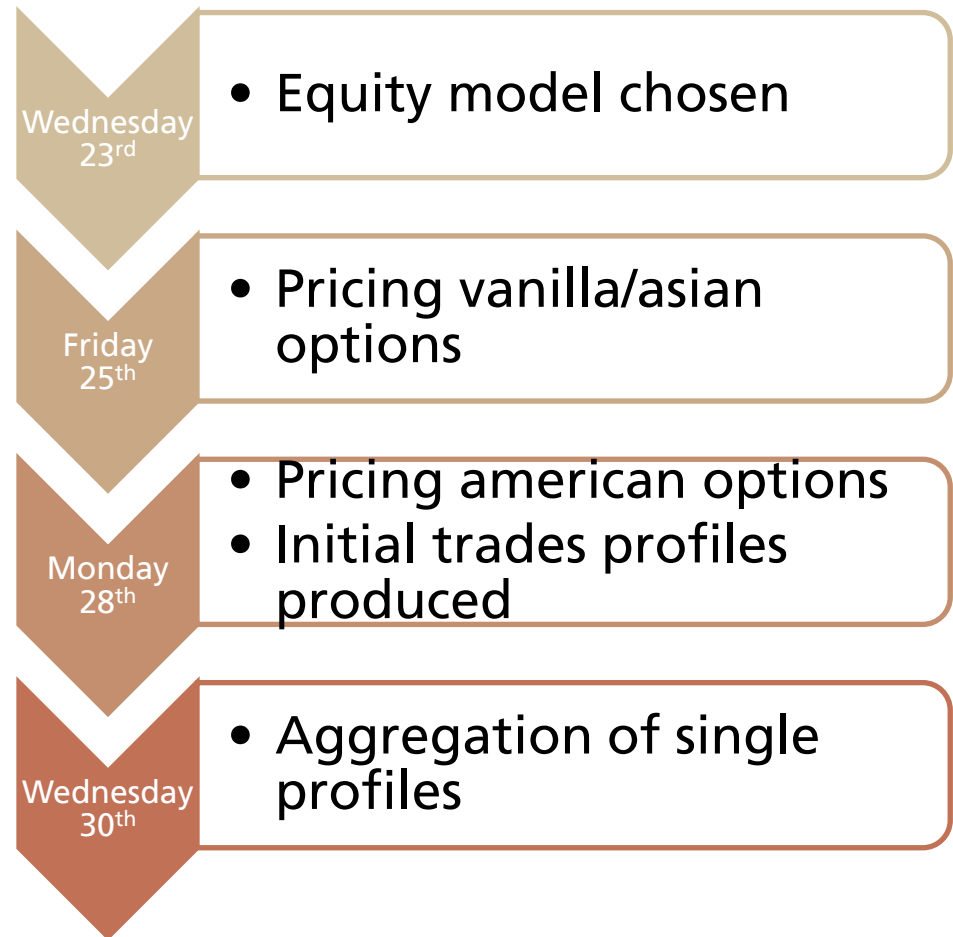 Wednesday
23rd
• Equity model chosen
Friday
25th
• Pricing vanilla/asian
options
Monday
28th
• Pricing american options
• Initial trades profiles
produced
Wednesday
30th
• Aggregation of single
profiles